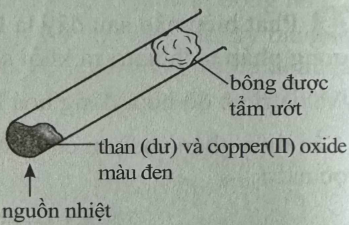 bông được
tẩm ướt
than (dư) và copper(II) oxide
màu đen
nguồn nhiệt